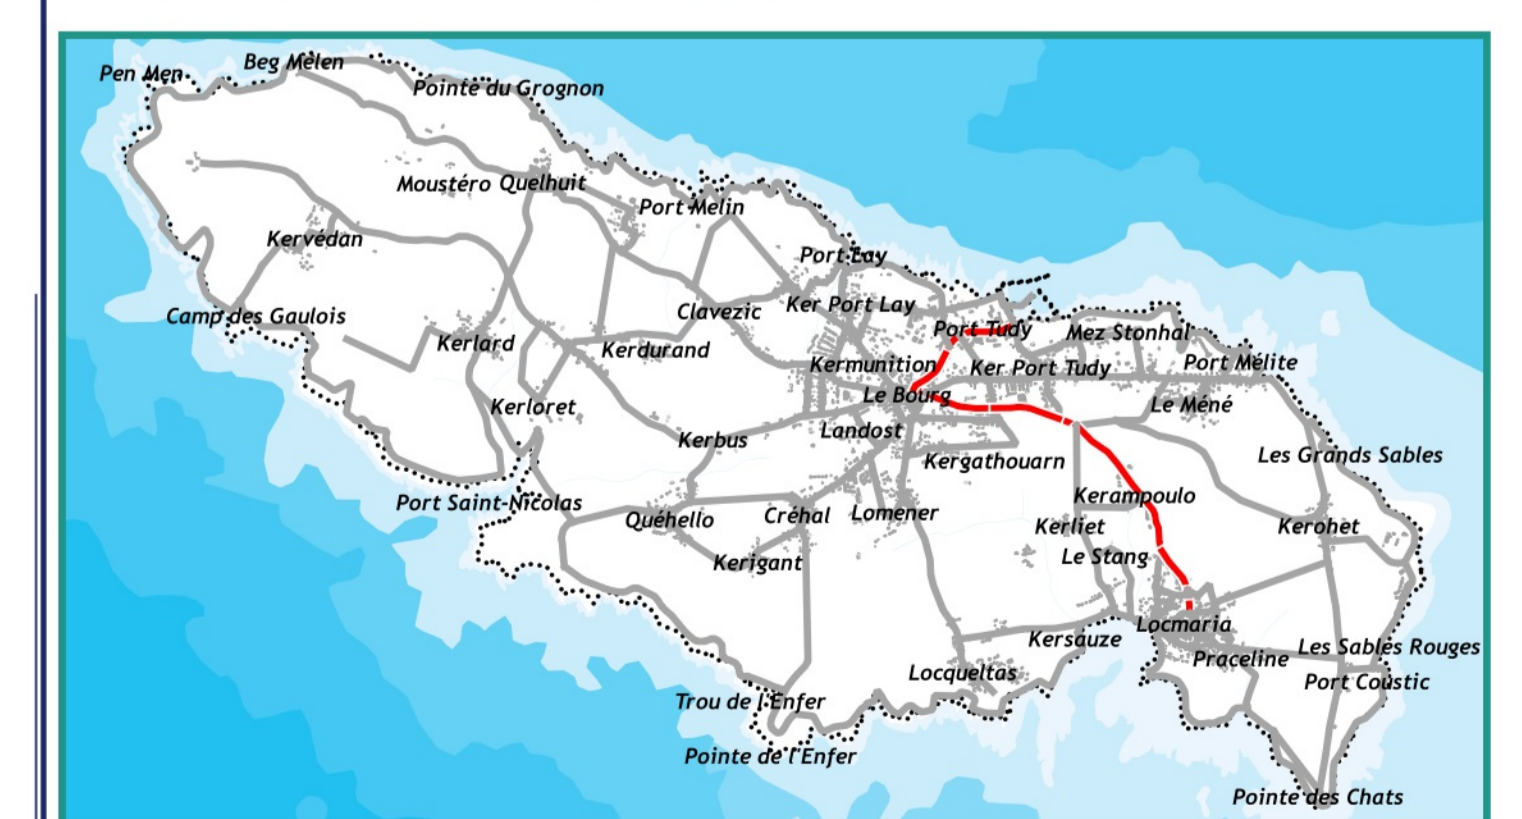 Beg Mèlen
Pen Men
Pointe du Grognon
Moustéro Quelhuit
Port Melin
Kervédan
Port Lay
Ker Port Lay
Clavezic
Camp des Gaulois
Port Tudy
Mez Stonhal
Kerlard
Kerdurand
Kermunition
Ker Port Tudy
Port Mélite
Le Bourg
Kerloret
Le Méné
Landost
Kerbus
Les Grands Sables
Kergathouarn
Kerampoulo
Port Saint-Nicolas
Quéhello
Créhal
Lomener
Kerliet
Kerohet
Le Stang
Kerigant
Locmaria
Kersauze
Les Sables Rouges
Praceline
Locqueltas
Port Coustic
Trou de l'Enfer
Pointe de l'Enfer
Pointe des Chats